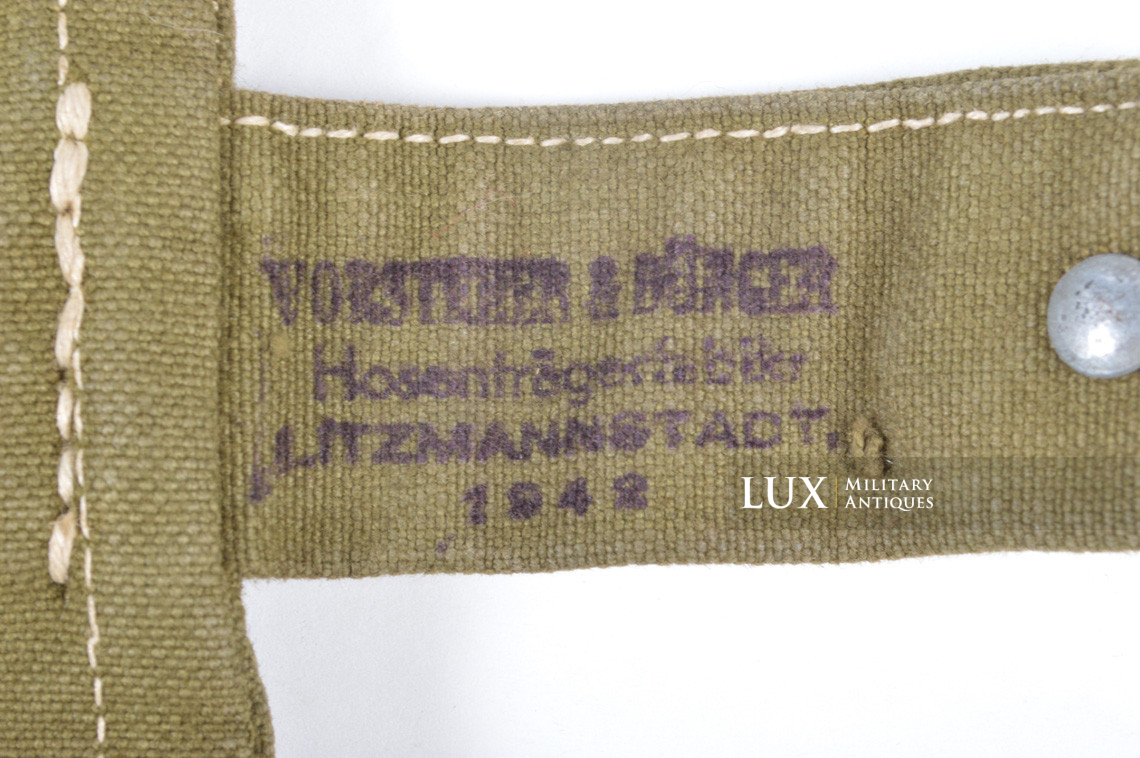 VORSTEHER & BÜRGER
Hosenträgerfabrik
LITZMANNSTADT.
1942
LUX MILITARY
ANTIQUES